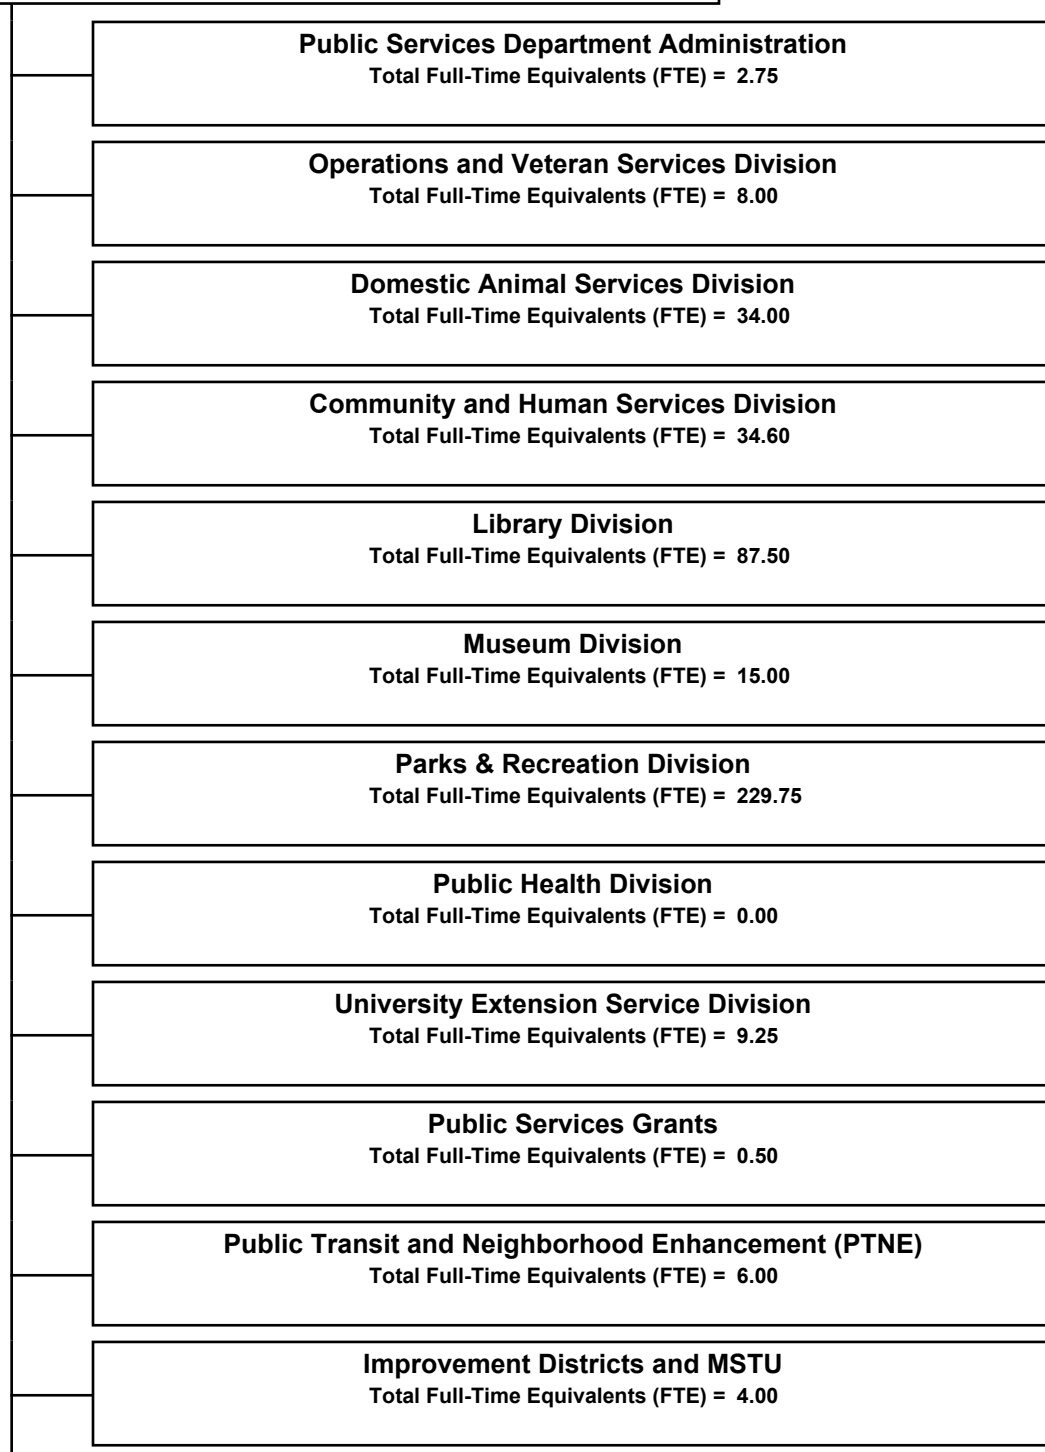 Public Services Department Administration
Total Full-Time Equivalents (FTE) = 2.75
Operations and Veteran Services Division
Total Full-Time Equivalents (FTE) = 8.00
Domestic Animal Services Division
Total Full-Time Equivalents (FTE) = 34.00
Community and Human Services Division
Total Full-Time Equivalents (FTE) = 34.60
Library Division
Total Full-Time Equivalents (FTE) = 87.50
Museum Division
Total Full-Time Equivalents (FTE) = 15.00
Parks & Recreation Division
Total Full-Time Equivalents (FTE) = 229.75
Public Health Division
Total Full-Time Equivalents (FTE) = 0.00
University Extension Service Division
Total Full-Time Equivalents (FTE) = 9.25
Public Services Grants
Total Full-Time Equivalents (FTE) = 0.50
Public Transit and Neighborhood Enhancement (PTNE)
Total Full-Time Equivalents (FTE) = 6.00
Improvement Districts and MSTU
Total Full-Time Equivalents (FTE) = 4.00